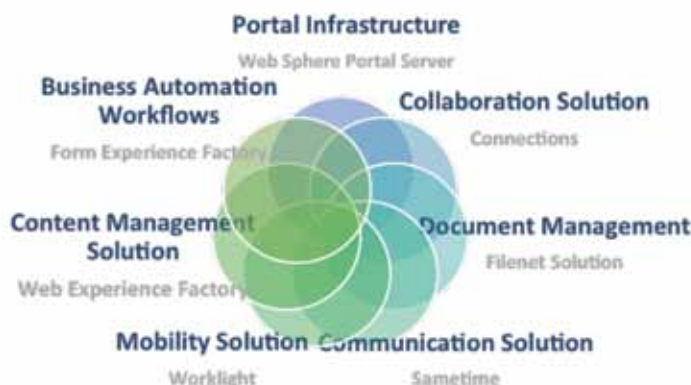 Portal Infrastructure
Web Sphere Portal Server
Business Automation
Workflows
Form Experience Factory
Collaboration Solution
Connections
Content Management
Solution
Web Experience Factory
Document Management
Filenet Solution
Mobility Solution
Worklight
Communication Solution
Sametime